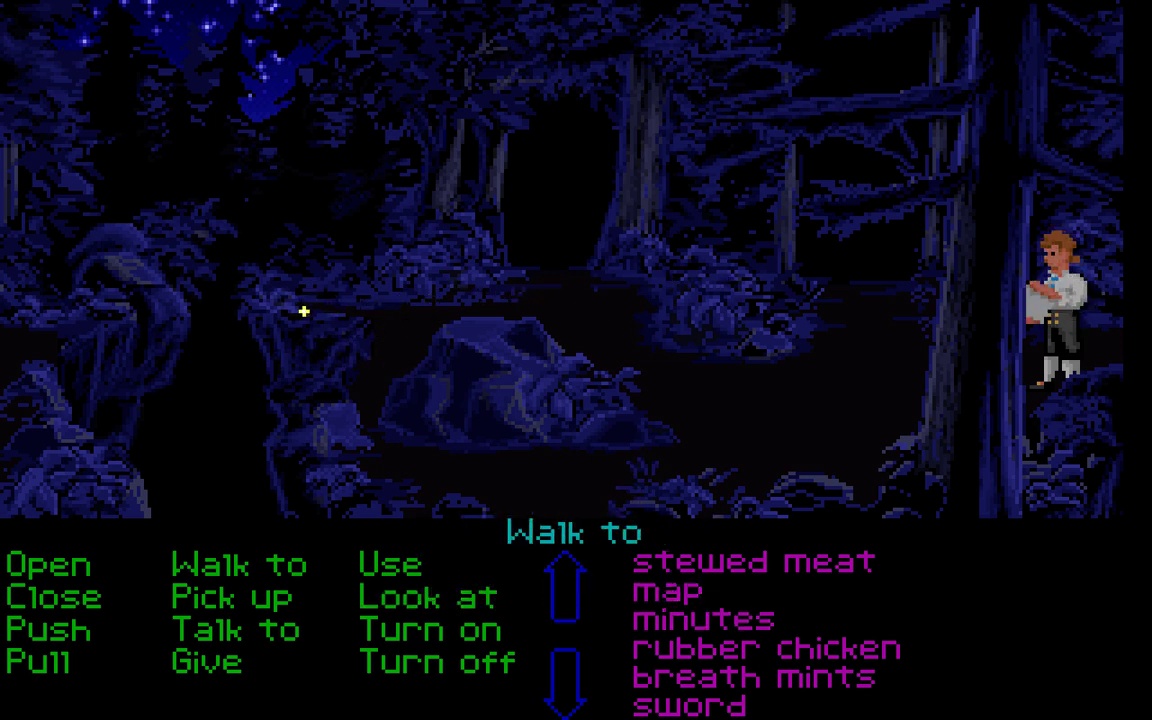 Walk to
Open Walk to Use
Close Pick up Look at
Push Talk to Turn on
Pull Give Turn off
stewed meat
map
minutes
rubber chicken
breath mints
sword